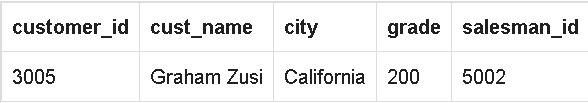 customer_id cust_name city grade salesman_id
3005 Graham Zusi California 200 5002